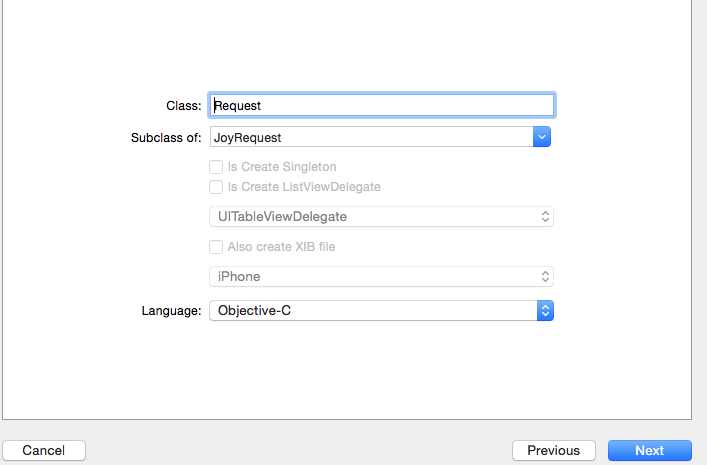 Class: Request
Subclass of: JoyRequest
Is Create Singleton
Is Create ListViewDelegate
UITableViewDelegate
Also create XIB file
iPhone
Language: Objective-C
Cancel Previous Next